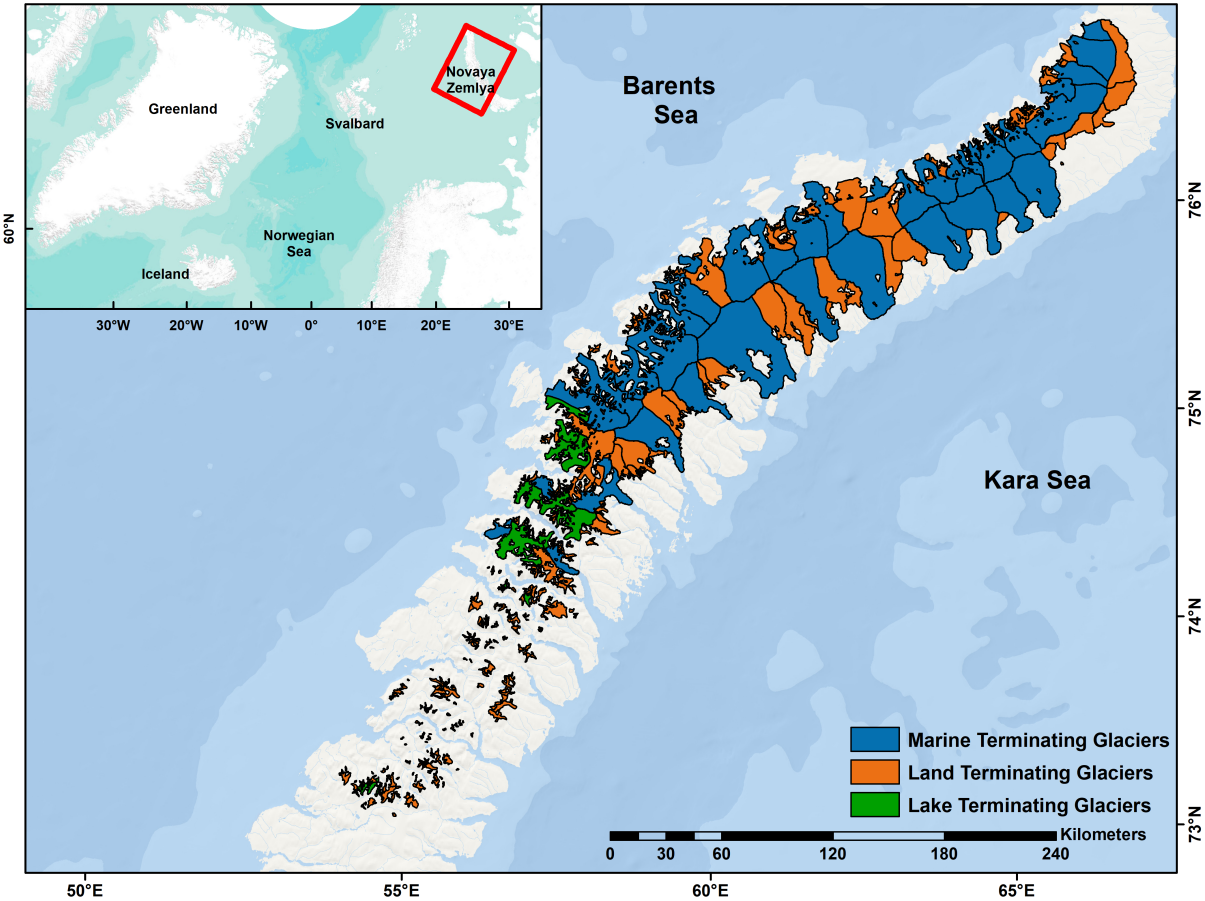 Greenland
Svalbard
Novaya
Zemlya
Norwegian
Sea
Iceland
60°N
30°W
20°W
10°W
0°
10°E
20°E
30°E
Barents
Sea
Kara Sea
76°N
75°N
74°N
73°N
Marine Terminating Glaciers
Land Terminating Glaciers
Lake Terminating Glaciers
Kilometers
0 30 60 120 180 240
50°E
55°E
60°E
65°E